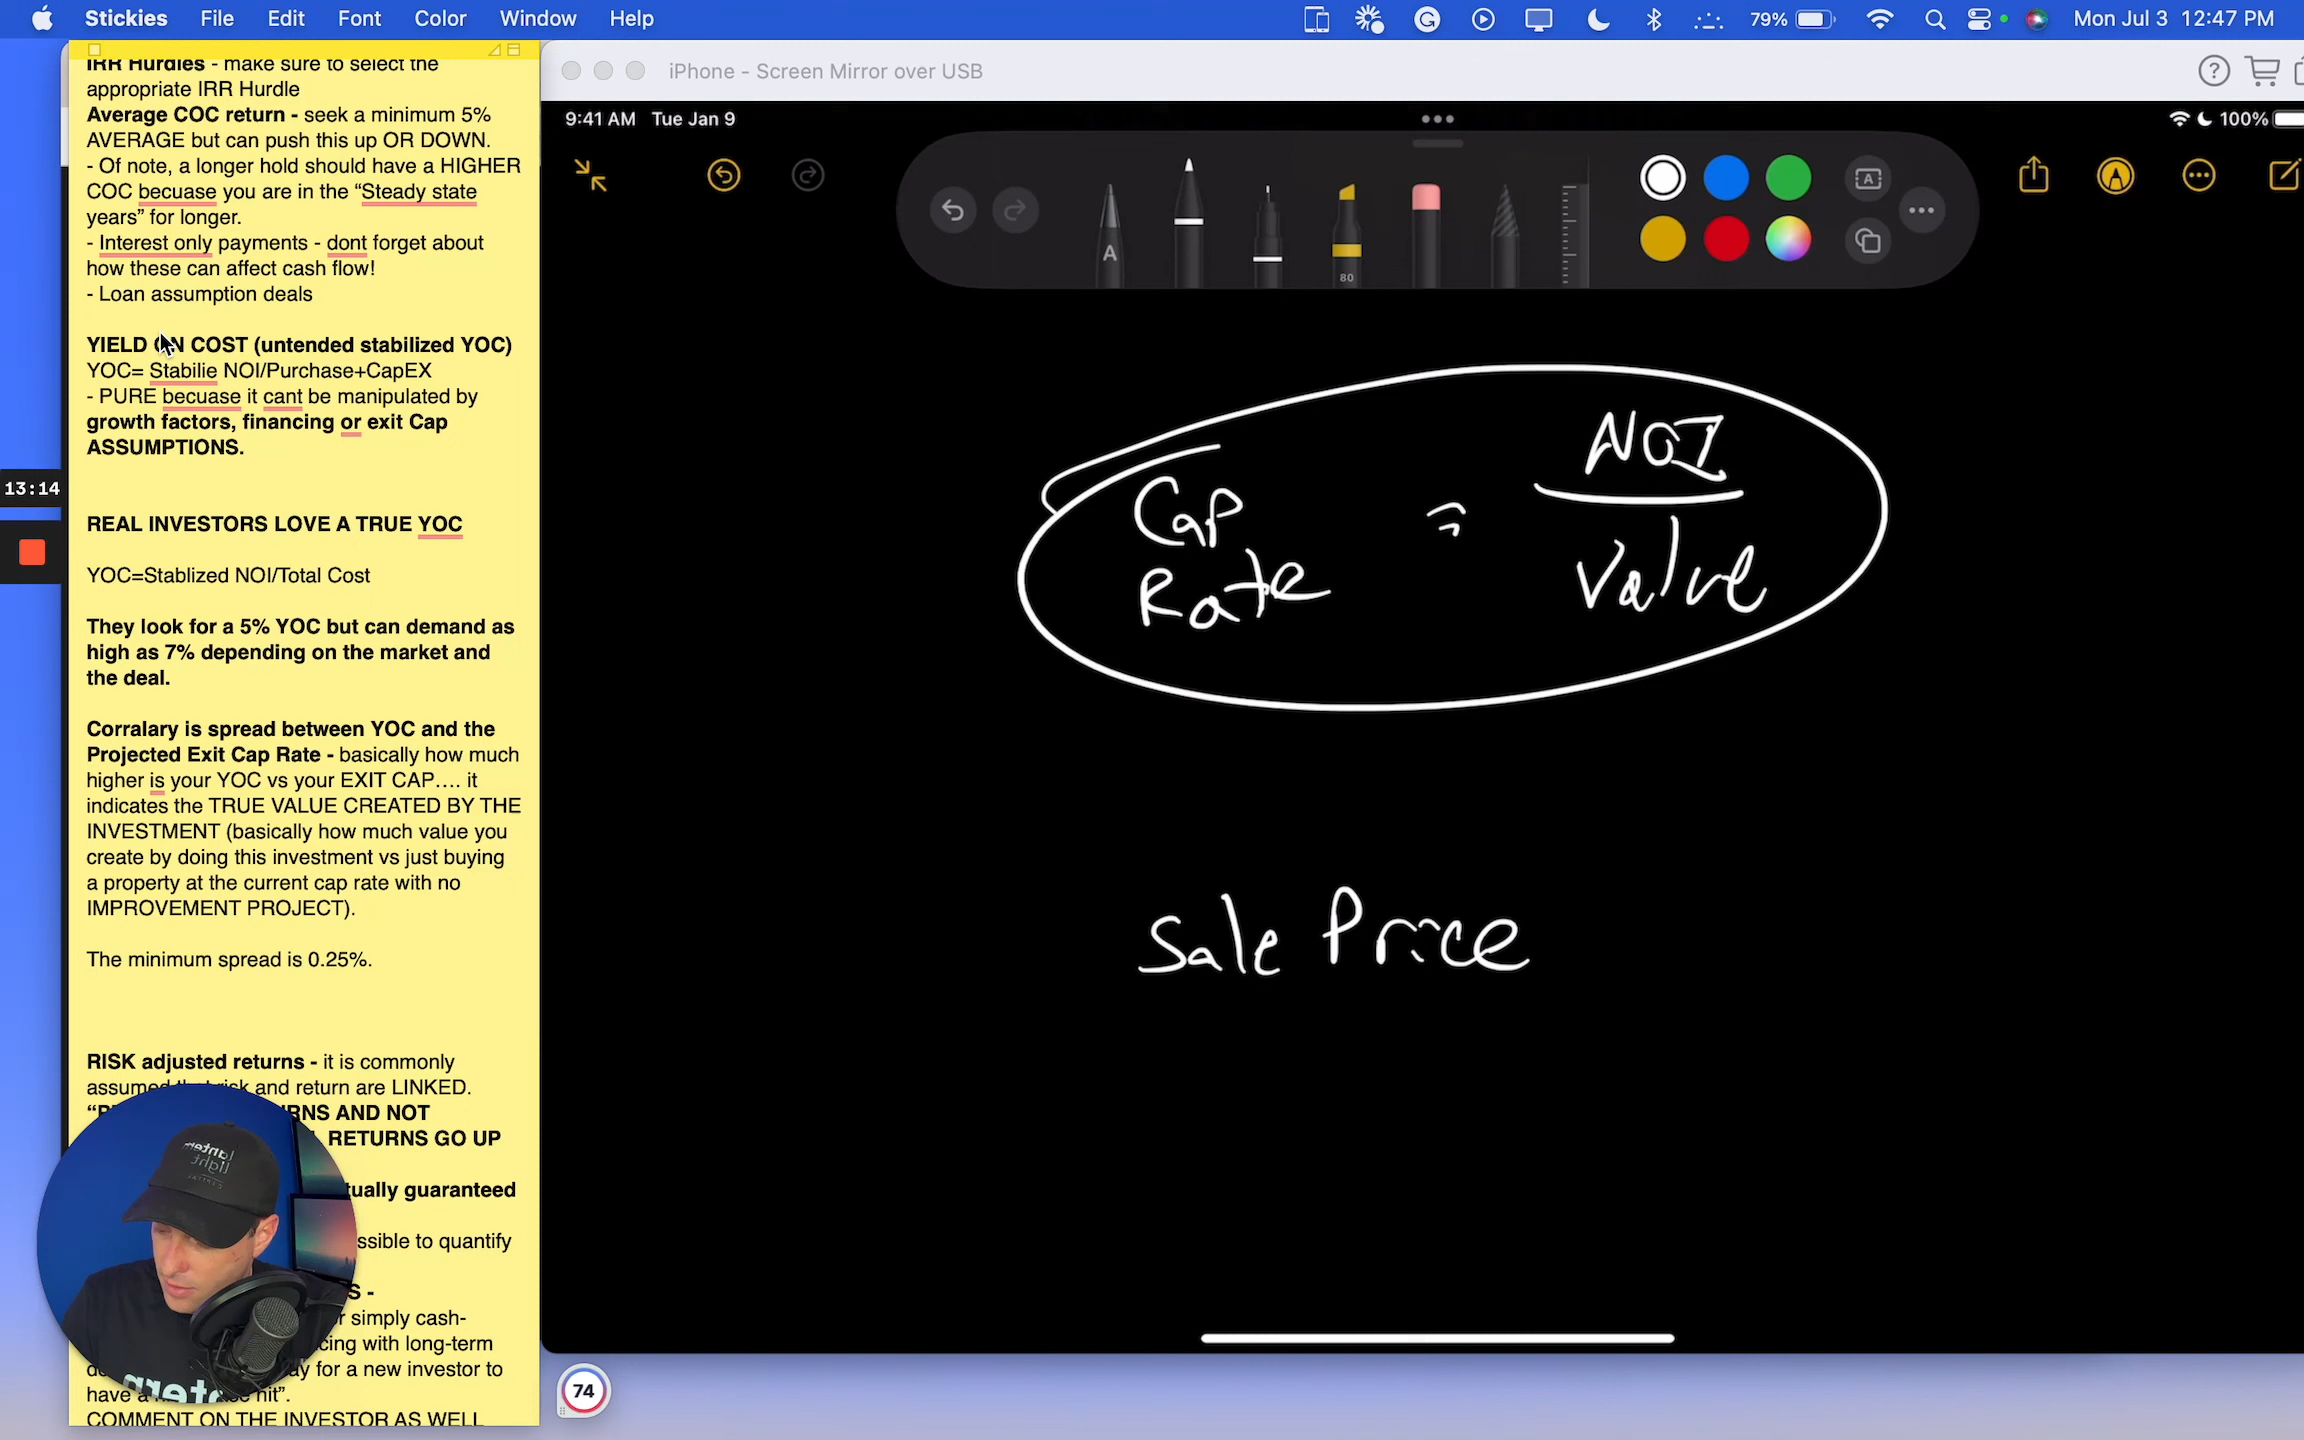 Stickies File Edit Font Color Window Help
79% Mon Jul 3 12:47 PM
IRR Hurdles - make sure to select the
appropriate IRR Hurdle
Average COC return - seek a minimum 5%
AVERAGE but can push this up OR DOWN.
- Of note, a longer hold should have a HIGHER
COC becuase you are in the “Steady state
years” for longer.
- Interest only payments - dont forget about
how these can affect cash flow!
- Loan assumption deals
YIELD ON COST (untended stabilized YOC)
YOC= Stabilie NOI/Purchase+CapEX
- PURE becuase it cant be manipulated by
growth factors, financing or exit Cap
ASSUMPTIONS.
13:14
REAL INVESTORS LOVE A TRUE YOC
YOC=Stablized NOI/Total Cost
They look for a 5% YOC but can demand as
high as 7% depending on the market and
the deal.
Corralary is spread between YOC and the
Projected Exit Cap Rate - basically how much
higher is your YOC vs your EXIT CAP.... it
indicates the TRUE VALUE CREATED BY THE
INVESTMENT (basically how much value you
create by doing this investment vs just buying
a property at the current cap rate with no
IMPROVEMENT PROJECT).
The minimum spread is 0.25%.
RISK adjusted returns - it is commonly
and return are LINKED.
AND NOT
RETURNS GO UP
guaranteed
to quantify
simply cash-
with long-term
for a new investor to
have a hit”.
COMMENT ON THE INVESTOR AS WELL
lantern
light
iPhone - Screen Mirror over USB
9:41 AM Tue Jan 9
100%
A
80
A
Cap
Rate
=
NOI
Value
Sale Price
74